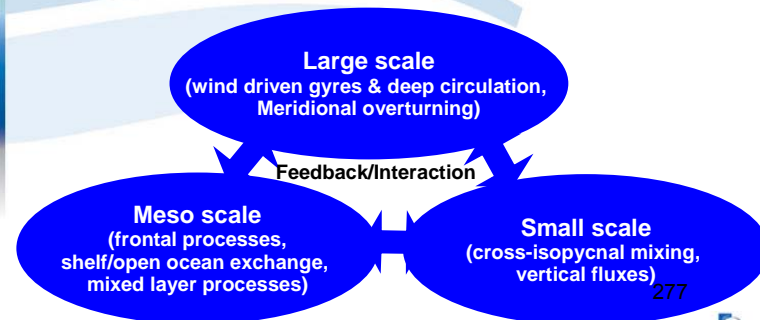 Large scale
(wind driven gyres & deep circulation,
Meridional overturning)
Feedback/Interaction
Meso scale
(frontal processes,
shelf/open ocean exchange,
mixed layer processes)
Small scale
(cross-isopycnal mixing,
vertical fluxes)
277